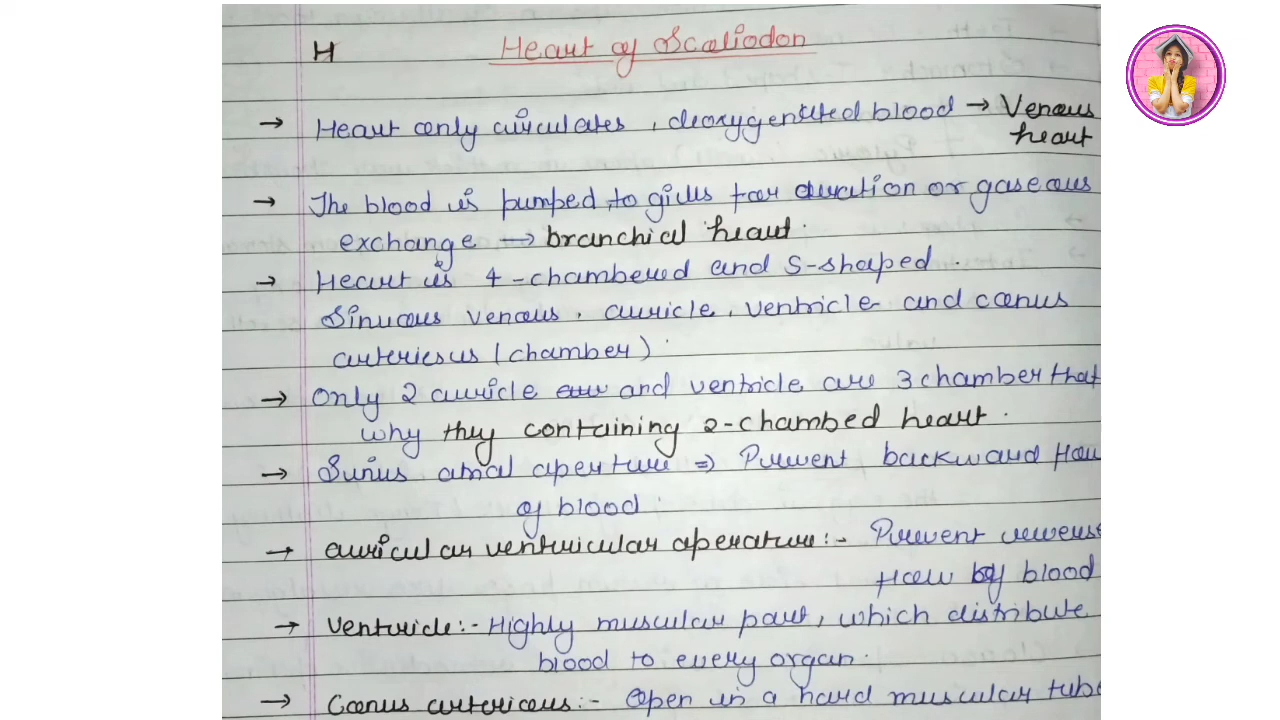 H
Heart of Scoliodon
→ Heart only circulates, deoxygentited blood → Venous
heart
→ The blood is pumped to gills for aeration or gaseous
exchange → branchial heart.
→ Heart is 4-chambered and S-shaped.
Sinuous venous, auricle, ventricle and conus
arteriesus (chamber).
→ Only 2 auricle and ventricle are 3 chamber that
why they containing 2-chambed heart.
→ Sinus atrial aperture ⇒ Prevent backward flow
of blood.
→ auricular ventricular aperature:- Prevent reverse
flow of blood
→ Ventricle:- Highly muscular part, which distribute
blood to every organ.
→ Conus artericous:- Open in a hard muscular tube